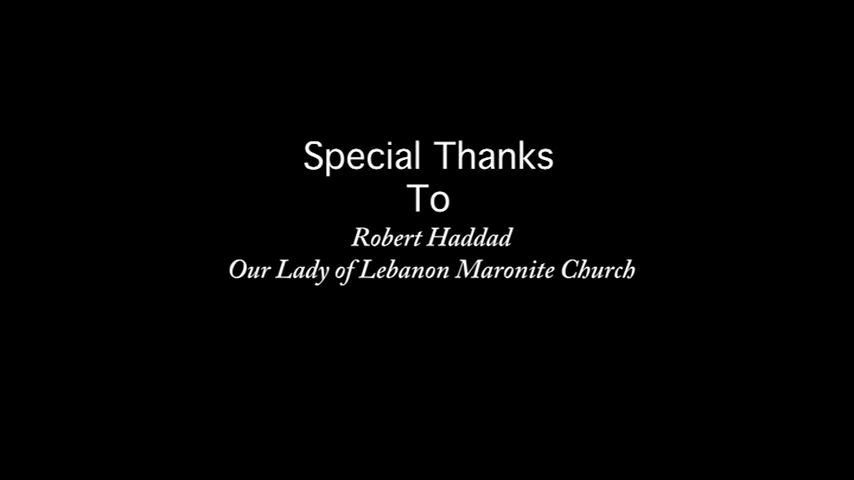 Special Thanks
To
Robert Haddad
Our Lady of Lebanon Maronite Church